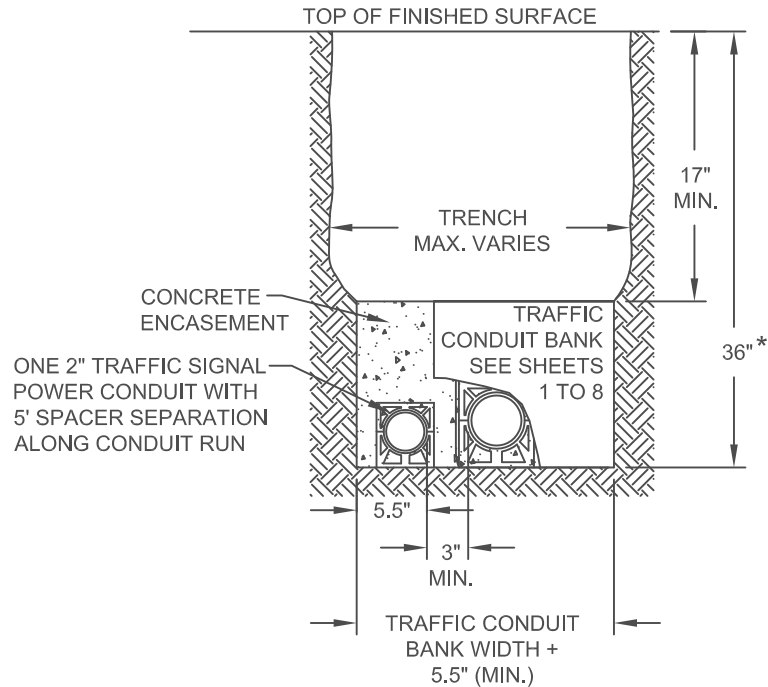 TOP OF FINISHED SURFACE
17"
MIN.
TRENCH
MAX. VARIES
CONCRETE
ENCASEMENT
TRAFFIC
CONDUIT BANK
SEE SHEETS
1 TO 8
36"*
ONE 2" TRAFFIC SIGNAL
POWER CONDUIT WITH
5' SPACER SEPARATION
ALONG CONDUIT RUN
5.5"
3"
MIN.
TRAFFIC CONDUIT
BANK WIDTH +
5.5" (MIN.)